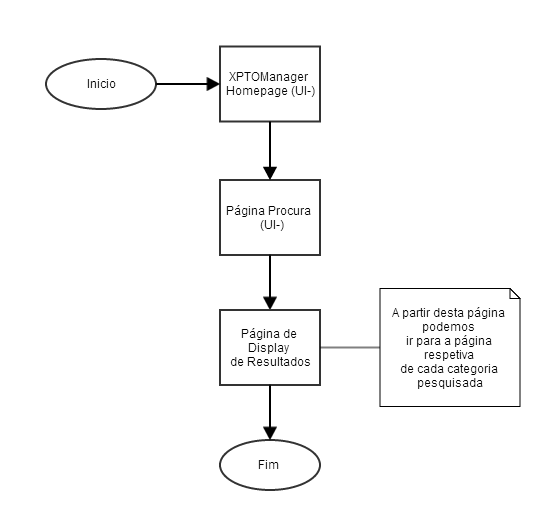 Inicio
XPTOManager
Homepage (UI-)
Página Procura
(UI-)
Página de
Display
de Resultados
A partir desta página
podemos
ir para a página
respetiva
de cada categoria
pesquisada
Fim